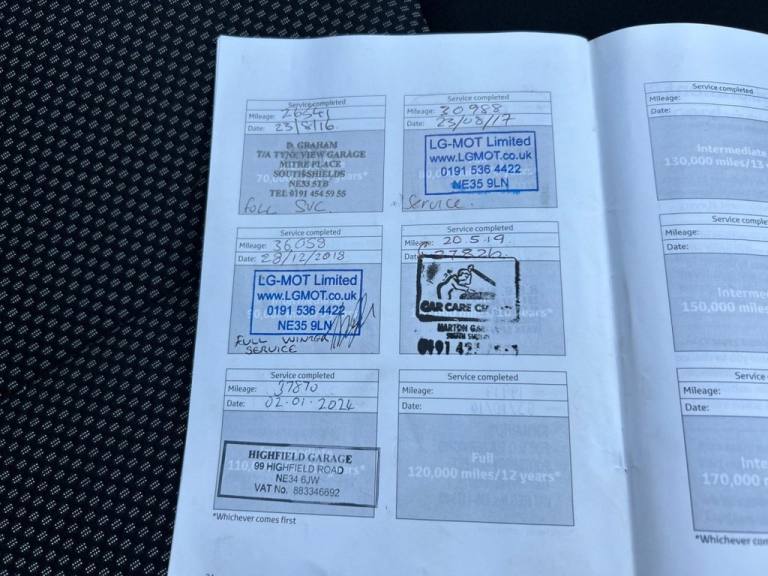 Service completed
Mileage: 26541
Date: 23/8/16
D. GRAHAM
T/A TYNE VIEW GARAGE
MITRE PLACE
SOUTH SHIELDS
NE33 5TB
TEL 0191 454 59 55
70,
Full SVC.
Service completed
Mileage: 30988
Date: 23/08/17
LG-MOT Limited
www.LGMOT.co.uk
0191 536 4422
NE35 9LN
Service.
Service completed
Mileage: 36058
Date: 28/12/2018
LG-MOT Limited
www.LGMOT.co.uk
0191 536 4422
NE35 9LN
FULL WINTER
SERVICE
Service completed
Mileage: 20.5.19
CAR CARE
MARTON
0191
Service completed
Mileage: 37870
Date: 02.01.2024
HIGHFIELD GARAGE
99 HIGHFIELD ROAD
NE34 6JW
VAT No. 883346692
Service completed
Mileage:
Date:
Full
120,000 miles/12 years*
*Whichever comes first
Service completed
Mileage:
Date:
Intermediate
130,000 miles/13
Service
Mileage:
Date:
150,000 miles/
Service
Mileage:
Date:
170,000
*Whichever